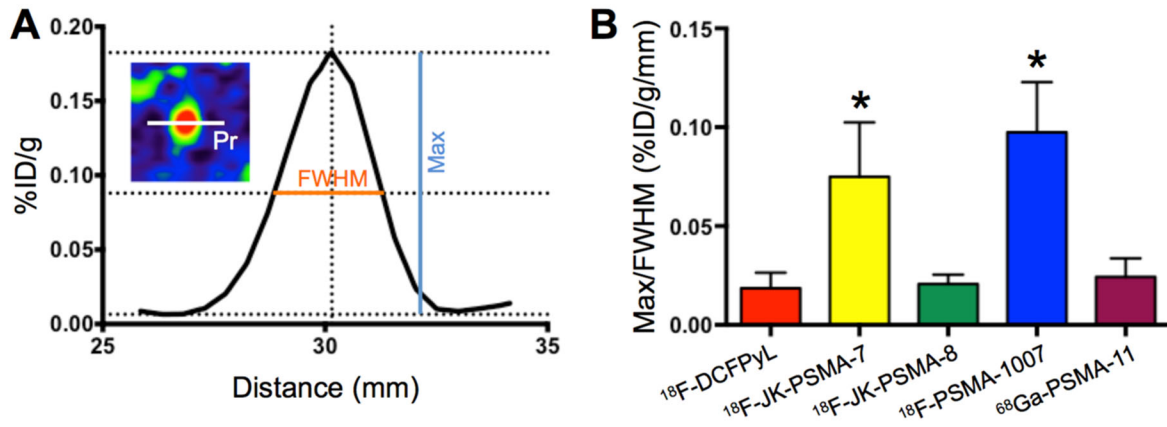 A
%ID/g
0.20
0.15
0.10
0.05
0.00
25
30
35
Distance (mm)
Pr
FWHM
Max
B
Max/FWHM (%ID/g/mm)
0.15
0.10
0.05
0.00
*
*
¹⁸F-DCFPyL
¹⁸F-JK-PSMA-7
¹⁸F-JK-PSMA-8
¹⁸F-PSMA-1007
⁶⁸Ga-PSMA-11